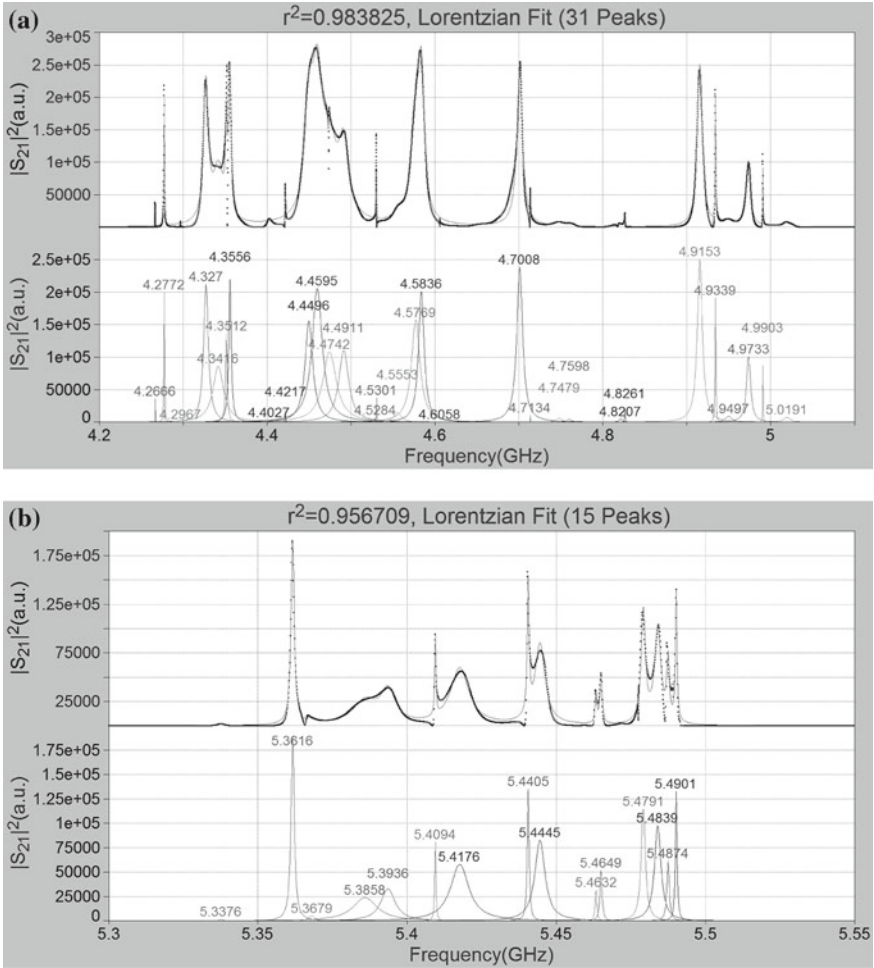 (a)
r²=0.983825, Lorentzian Fit (31 Peaks)
|S₂₁|²(a.u.)
3e+05
2.5e+05
2e+05
1.5e+05
1e+05
50000
|S₂₁|²(a.u.)
2.5e+05
2e+05
1.5e+05
1e+05
50000
0
4.2666
4.2772
4.2967
4.327
4.3416
4.3512
4.3556
4.4027
4.4217
4.4496
4.4595
4.4742
4.4911
4.5284
4.5301
4.5553
4.5769
4.5836
4.6058
4.7008
4.7134
4.7479
4.7598
4.8207
4.8261
4.9153
4.9339
4.9497
4.9733
4.9903
5.0191
4.2 4.4 4.6 4.8 5
Frequency(GHz)
(b)
r²=0.956709, Lorentzian Fit (15 Peaks)
|S₂₁|²(a.u.)
1.75e+05
1.25e+05
75000
25000
|S₂₁|²(a.u.)
1.75e+05
1.5e+05
1.25e+05
1e+05
75000
50000
25000
0
5.3376
5.3616
5.3679
5.3858
5.3936
5.4094
5.4176
5.4405
5.4445
5.4632
5.4649
5.4791
5.4839
5.4874
5.4901
5.3 5.35 5.4 5.45 5.5 5.55
Frequency(GHz)